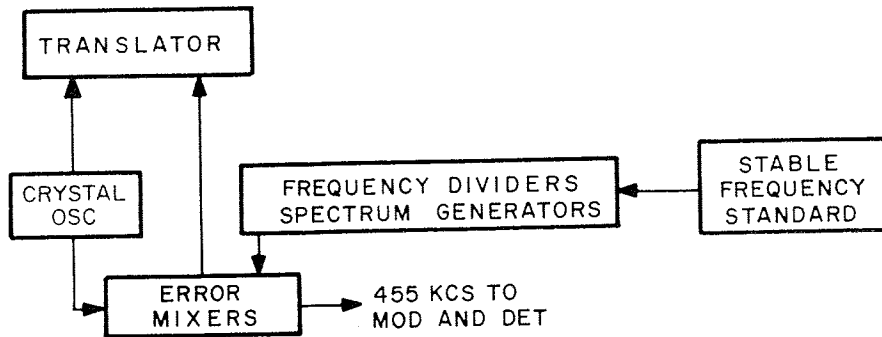 TRANSLATOR
CRYSTAL
OSC
FREQUENCY DIVIDERS
SPECTRUM GENERATORS
STABLE
FREQUENCY
STANDARD
ERROR
MIXERS
455 KCS TO
MOD AND DET